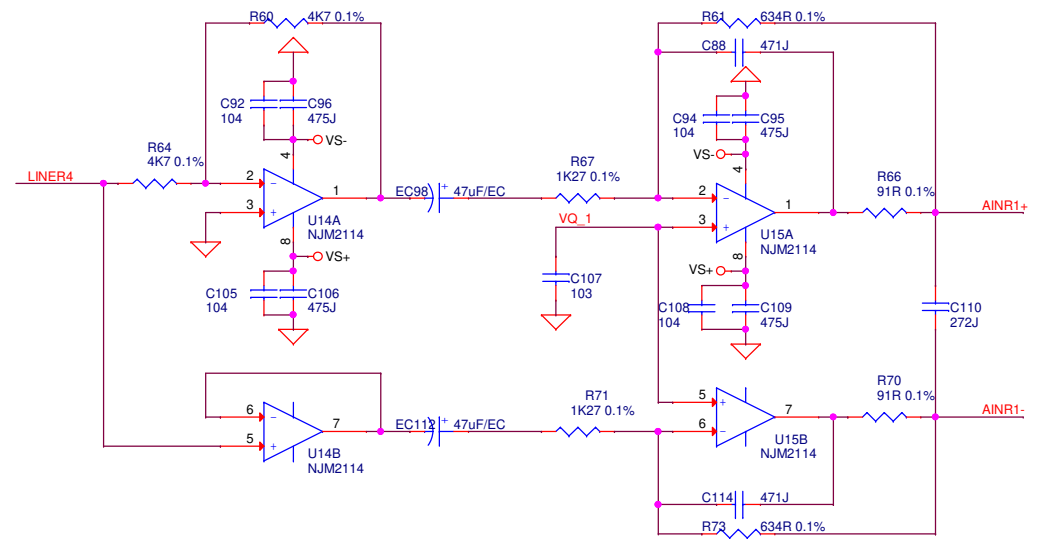 R60 4K7 0.1%
R61 634R 0.1%
C88 471J
C92 104
C96 475J
C94 104
C95 475J
VS-
VS-
4
4
R64 4K7 0.1%
R67 1K27 0.1%
R66 91R 0.1%
LINER4
2
3
1
EC98 + 47uF/EC
2
3
1
AINR1+
VQ_1
U14A NJM2114
U15A NJM2114
8
8
VS+
VS+
C107 103
C105 104
C106 475J
C108 104
C109 475J
C110 272J
R71 1K27 0.1%
R70 91R 0.1%
6
5
7
EC112 + 47uF/EC
5
6
7
AINR1-
U14B NJM2114
U15B NJM2114
C114 471J
R73 634R 0.1%